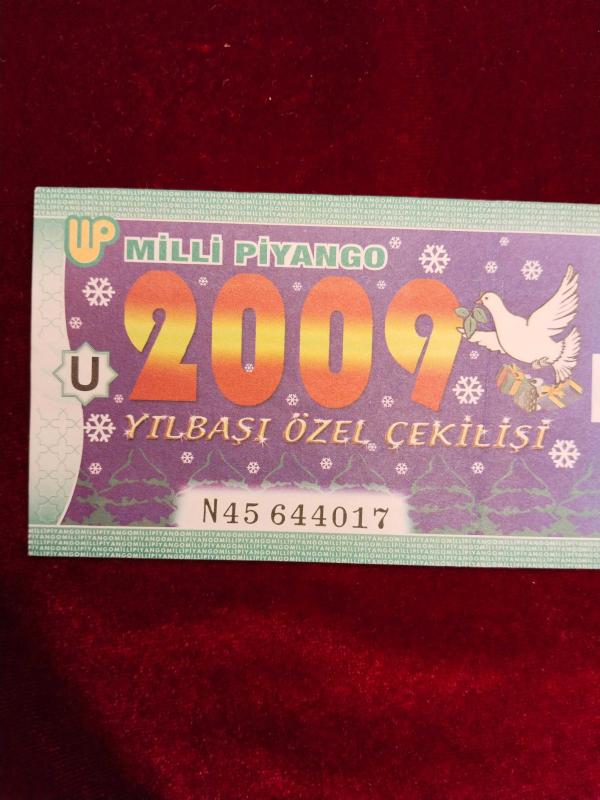 MİLLİ PİYANGO
2009
U
YILBAŞI ÖZEL ÇEKİLİŞİ
N45 644017